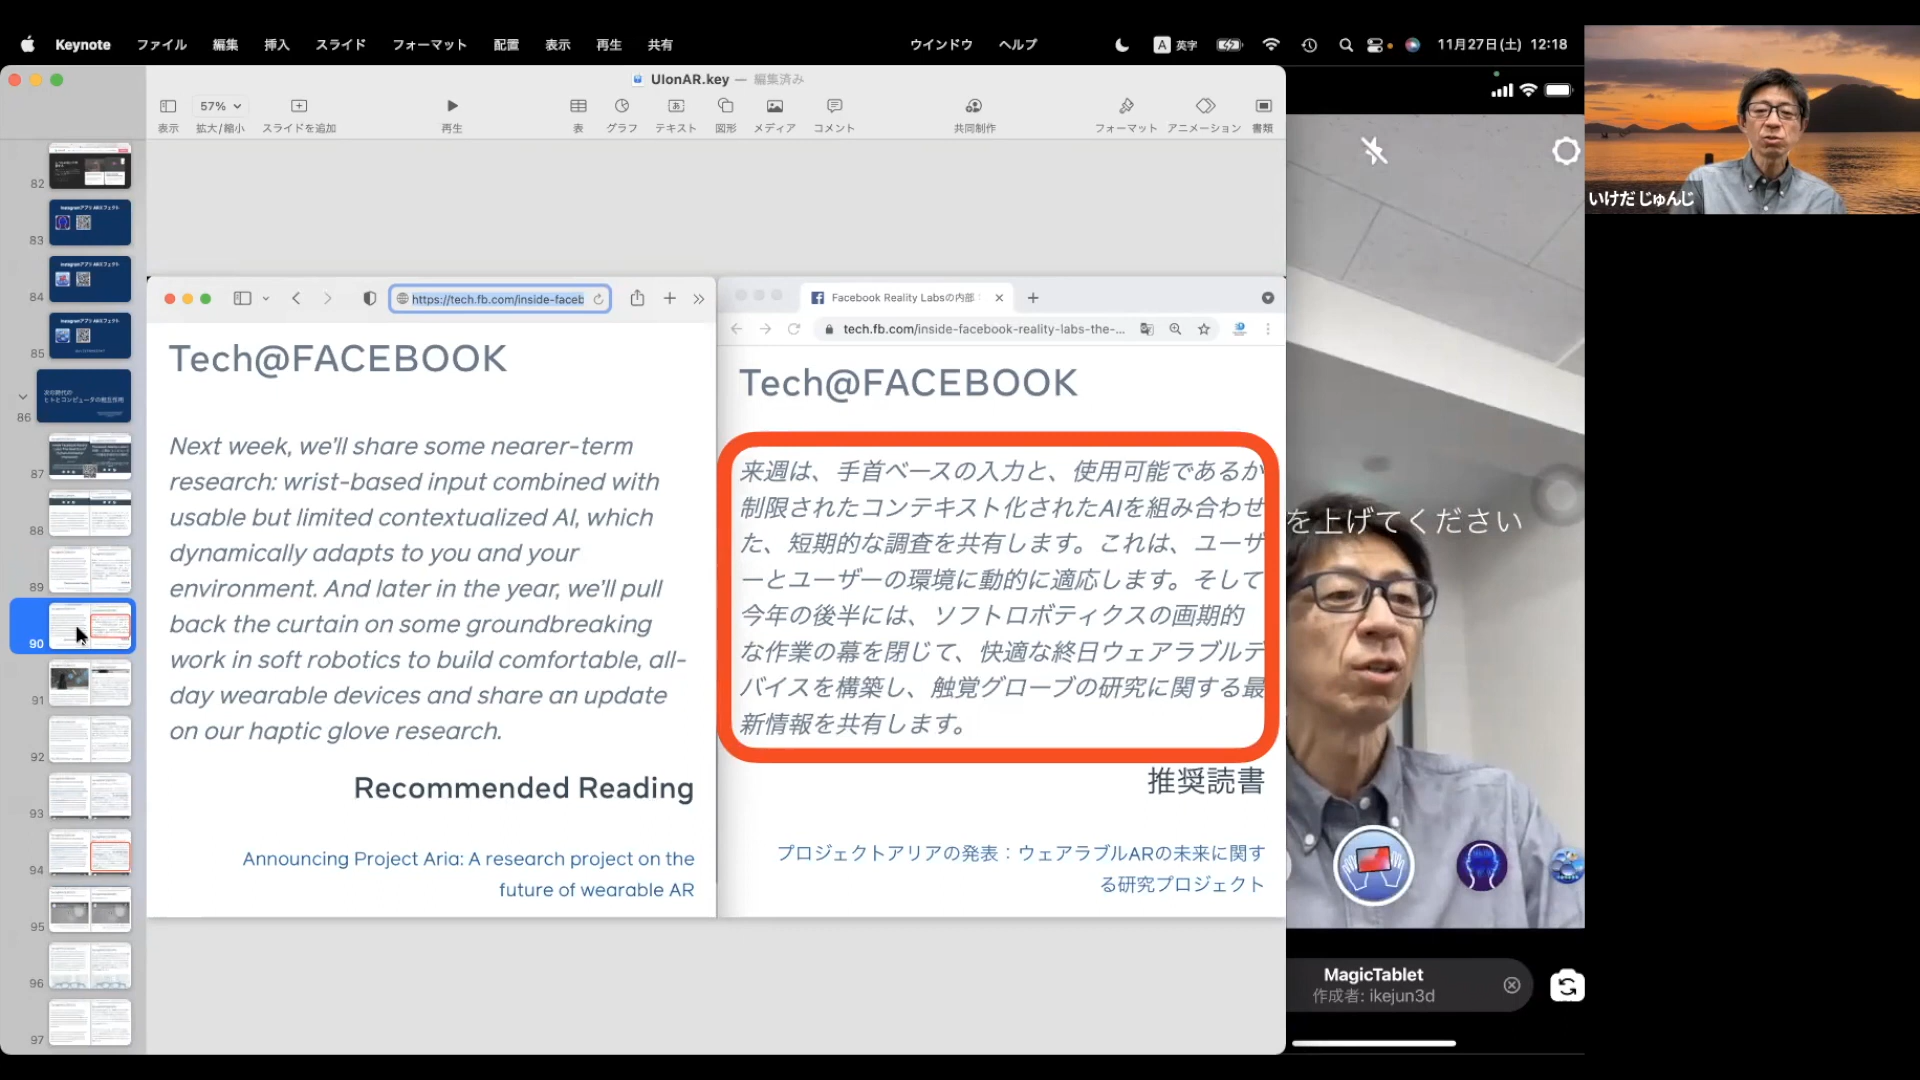 Keynote ファイル 編集 挿入 スライド フォーマット 配置 表示 再生 共有 ウインドウ ヘルプ A 英字 11月27日(土) 12:18
UIonAR.key — 編集済み
57%
表示 拡大/縮小 スライドを追加 再生 表 グラフ テキスト 図形 メディア コメント 共同制作 フォーマット アニメーション 書類
82
83
84
85
86
87
88
89
90
91
92
93
94
95
96
97
https://tech.fb.com/inside-faceb
Tech@FACEBOOK
Next week, we'll share some nearer-term
research: wrist-based input combined with
usable but limited contextualized AI, which
dynamically adapts to you and your
environment. And later in the year, we'll pull
back the curtain on some groundbreaking
work in soft robotics to build comfortable, all-
day wearable devices and share an update
on our haptic glove research.
Recommended Reading
Announcing Project Aria: A research project on the
future of wearable AR
Facebook Reality Labsの内部
tech.fb.com/inside-facebook-reality-labs-the-...
Tech@FACEBOOK
来週は、手首ベースの入力と、使用可能であるが
制限されたコンテキスト化されたAIを組み合わせ
た、短期的な調査を共有します。これは、ユーザ
ーとユーザーの環境に動的に適応します。そして
今年の後半には、ソフトロボティクスの画期的
な作業の幕を閉じて、快適な終日ウェアラブルデ
バイスを構築し、触覚グローブの研究に関する最
新情報を共有します。
推奨読書
プロジェクトアリアの発表：ウェアラブルARの未来に関す
る研究プロジェクト
を上げてください
MagicTablet
作成者: ikejun3d
いけだ じゅんじ